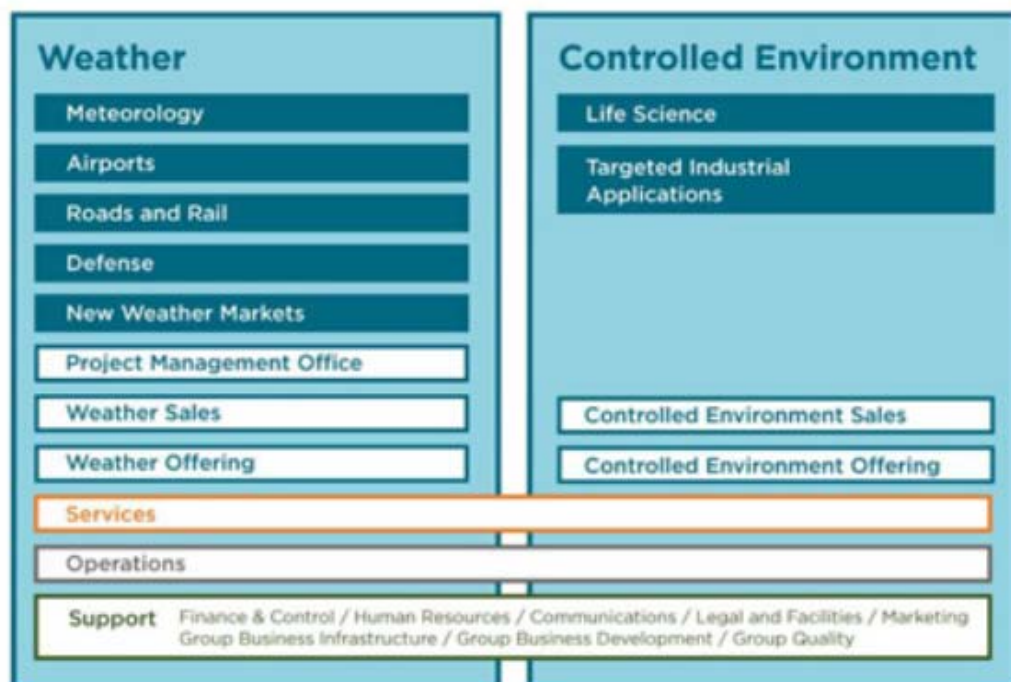 Weather
Meteorology
Airports
Roads and Rail
Defense
New Weather Markets
Project Management Office
Weather Sales
Weather Offering
Controlled Environment
Life Science
Targeted Industrial
Applications
Controlled Environment Sales
Controlled Environment Offering
Services
Operations
Support
Finance & Control / Human Resources / Communications / Legal and Facilities / Marketing
Group Business Infrastructure / Group Business Development / Group Quality